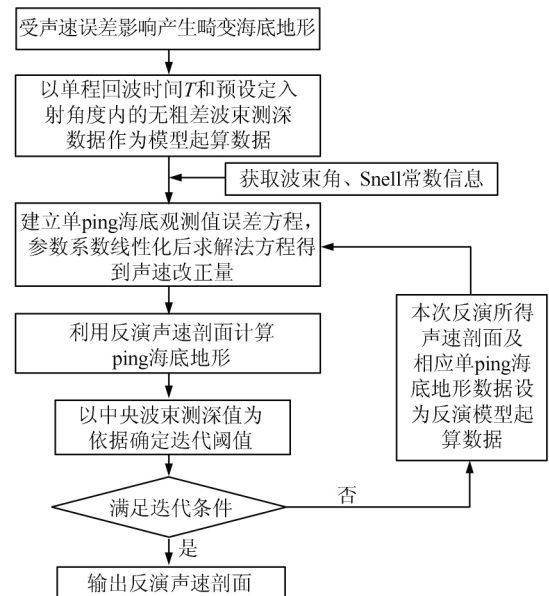 受声速误差影响产生畸变海底地形
以单程回波时间T和预设定入
射角度内的无粗差波束测深
数据作为模型起算数据
获取波束角、Snell常数信息
建立单ping海底观测值误差方程，
参数系数线性化后求解法方程得
到声速改正量
利用反演声速剖面计算
ping海底地形
以中央波束测深值为
依据确定迭代阈值
满足迭代条件
否
是
输出反演声速剖面
本次反演所得
声速剖面及
相应单ping海
底地形数据设
为反演模型起
算数据